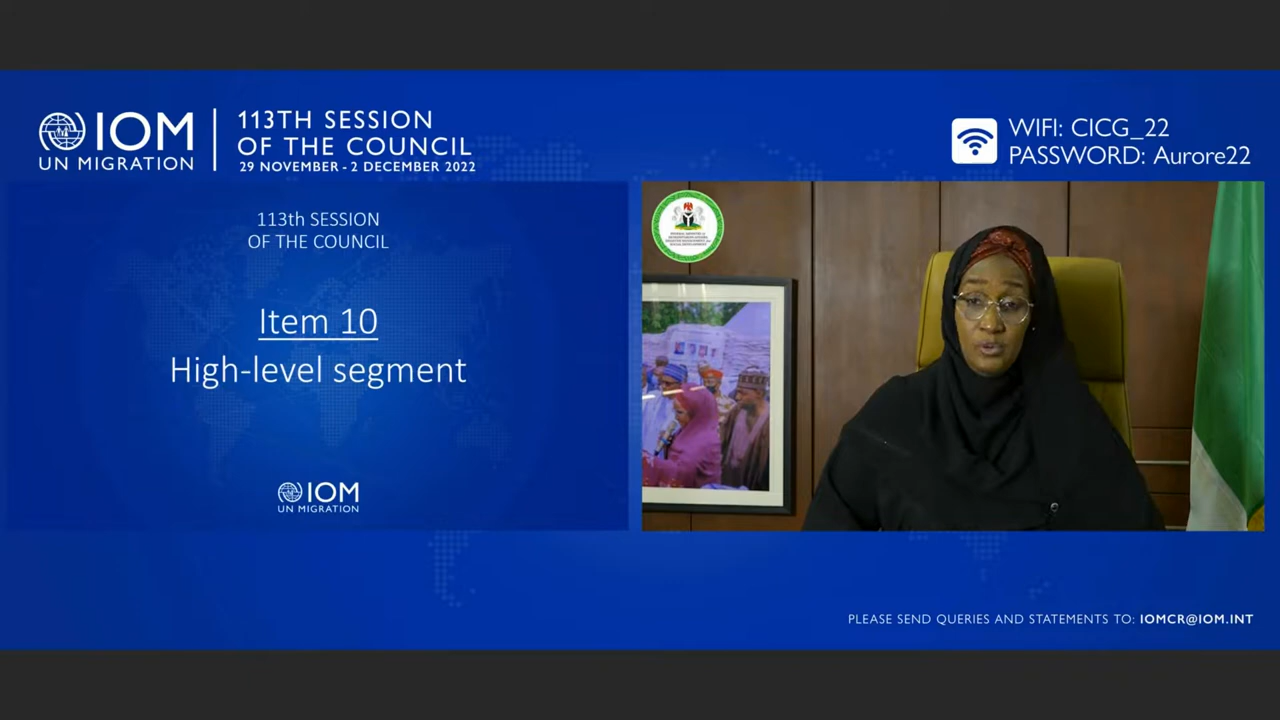 IOM
UN MIGRATION
113TH SESSION
OF THE COUNCIL
29 NOVEMBER - 2 DECEMBER 2022
WIFI: CICG_22
PASSWORD: Aurore22
113th SESSION
OF THE COUNCIL
Item 10
High-level segment
IOM
UN MIGRATION
PLEASE SEND QUERIES AND STATEMENTS TO: IOMCR@IOM.INT